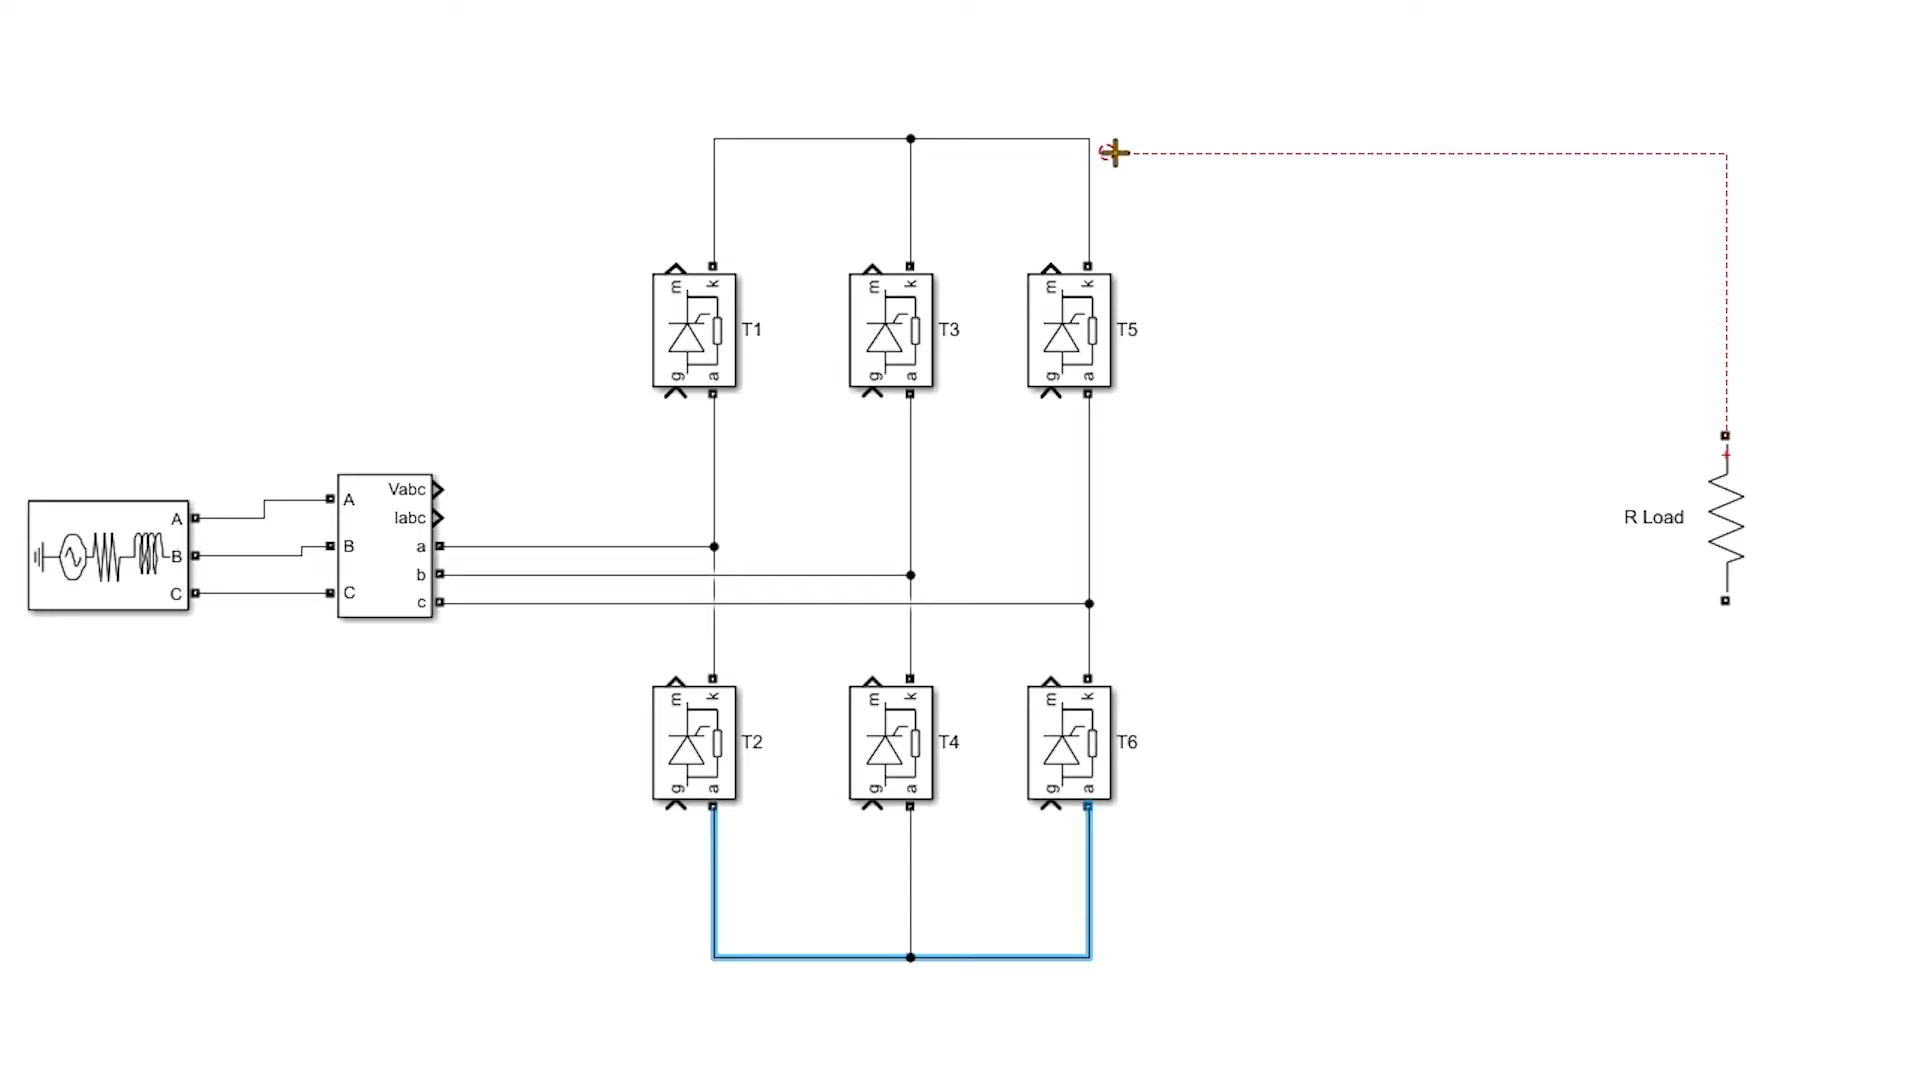 m k
m k
m k
T1
T3
T5
g a
g a
g a
Vabc
A
A
Iabc
R Load
B
B
a
b
C
C
c
m k
m k
m k
T2
T4
T6
g a
g a
g a